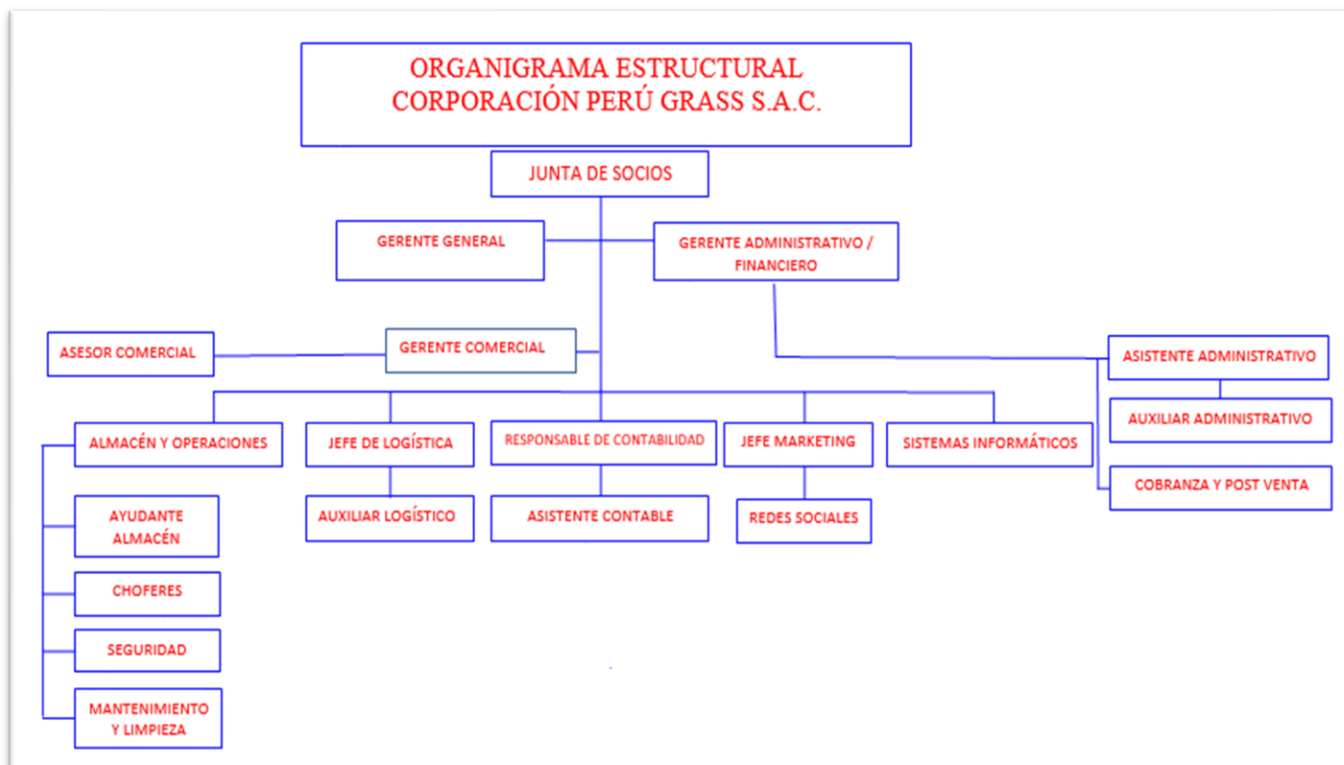 ORGANIGRAMA ESTRUCTURAL
CORPORACIÓN PERÚ GRASS S.A.C.
JUNTA DE SOCIOS
GERENTE GENERAL
GERENTE ADMINISTRATIVO /
FINANCIERO
ASESOR COMERCIAL
GERENTE COMERCIAL
ASISTENTE ADMINISTRATIVO
AUXILIAR ADMINISTRATIVO
COBRANZA Y POST VENTA
ALMACÉN Y OPERACIONES
JEFE DE LOGÍSTICA
RESPONSABLE DE CONTABILIDAD
JEFE MARKETING
SISTEMAS INFORMÁTICOS
AYUDANTE
ALMACÉN
AUXILIAR LOGÍSTICO
ASISTENTE CONTABLE
REDES SOCIALES
CHOFERES
SEGURIDAD
MANTENIMIENTO
Y LIMPIEZA